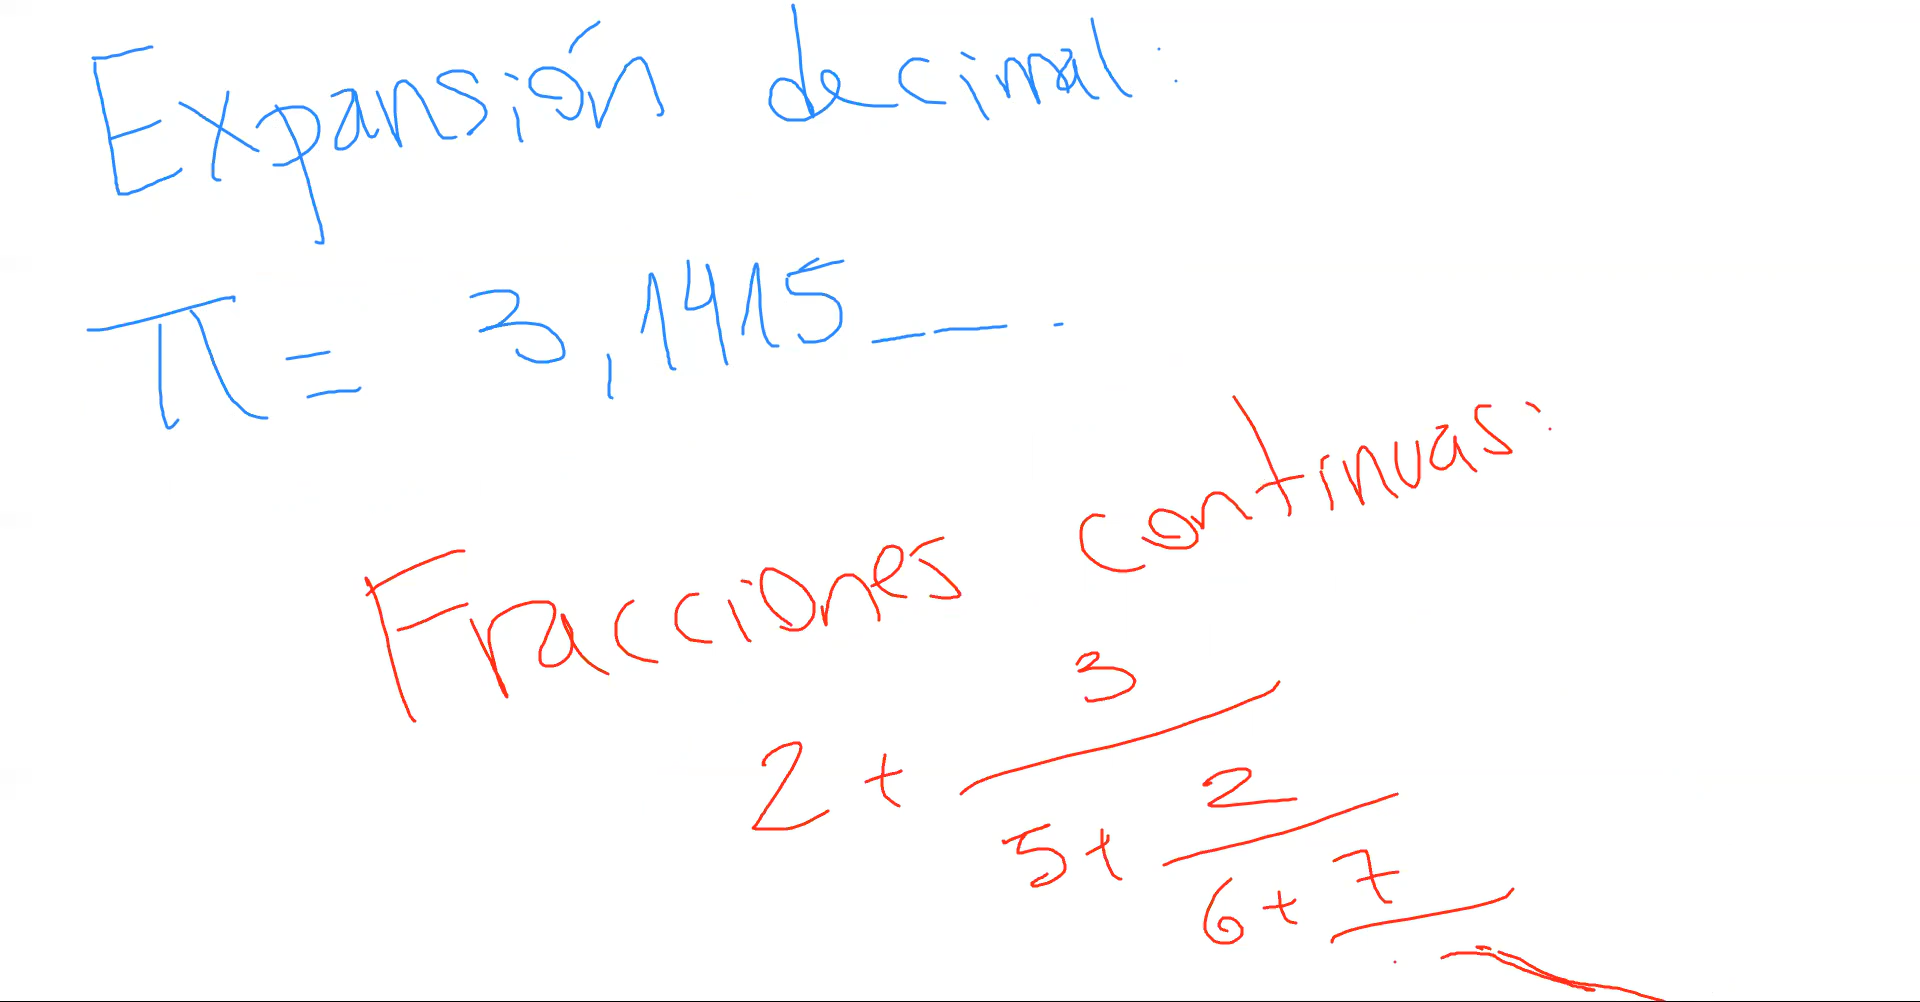 Expansión decimal:
π = 3,1415___.
Fracciones continuas:
3
2 +
2
5 +
7
6 +